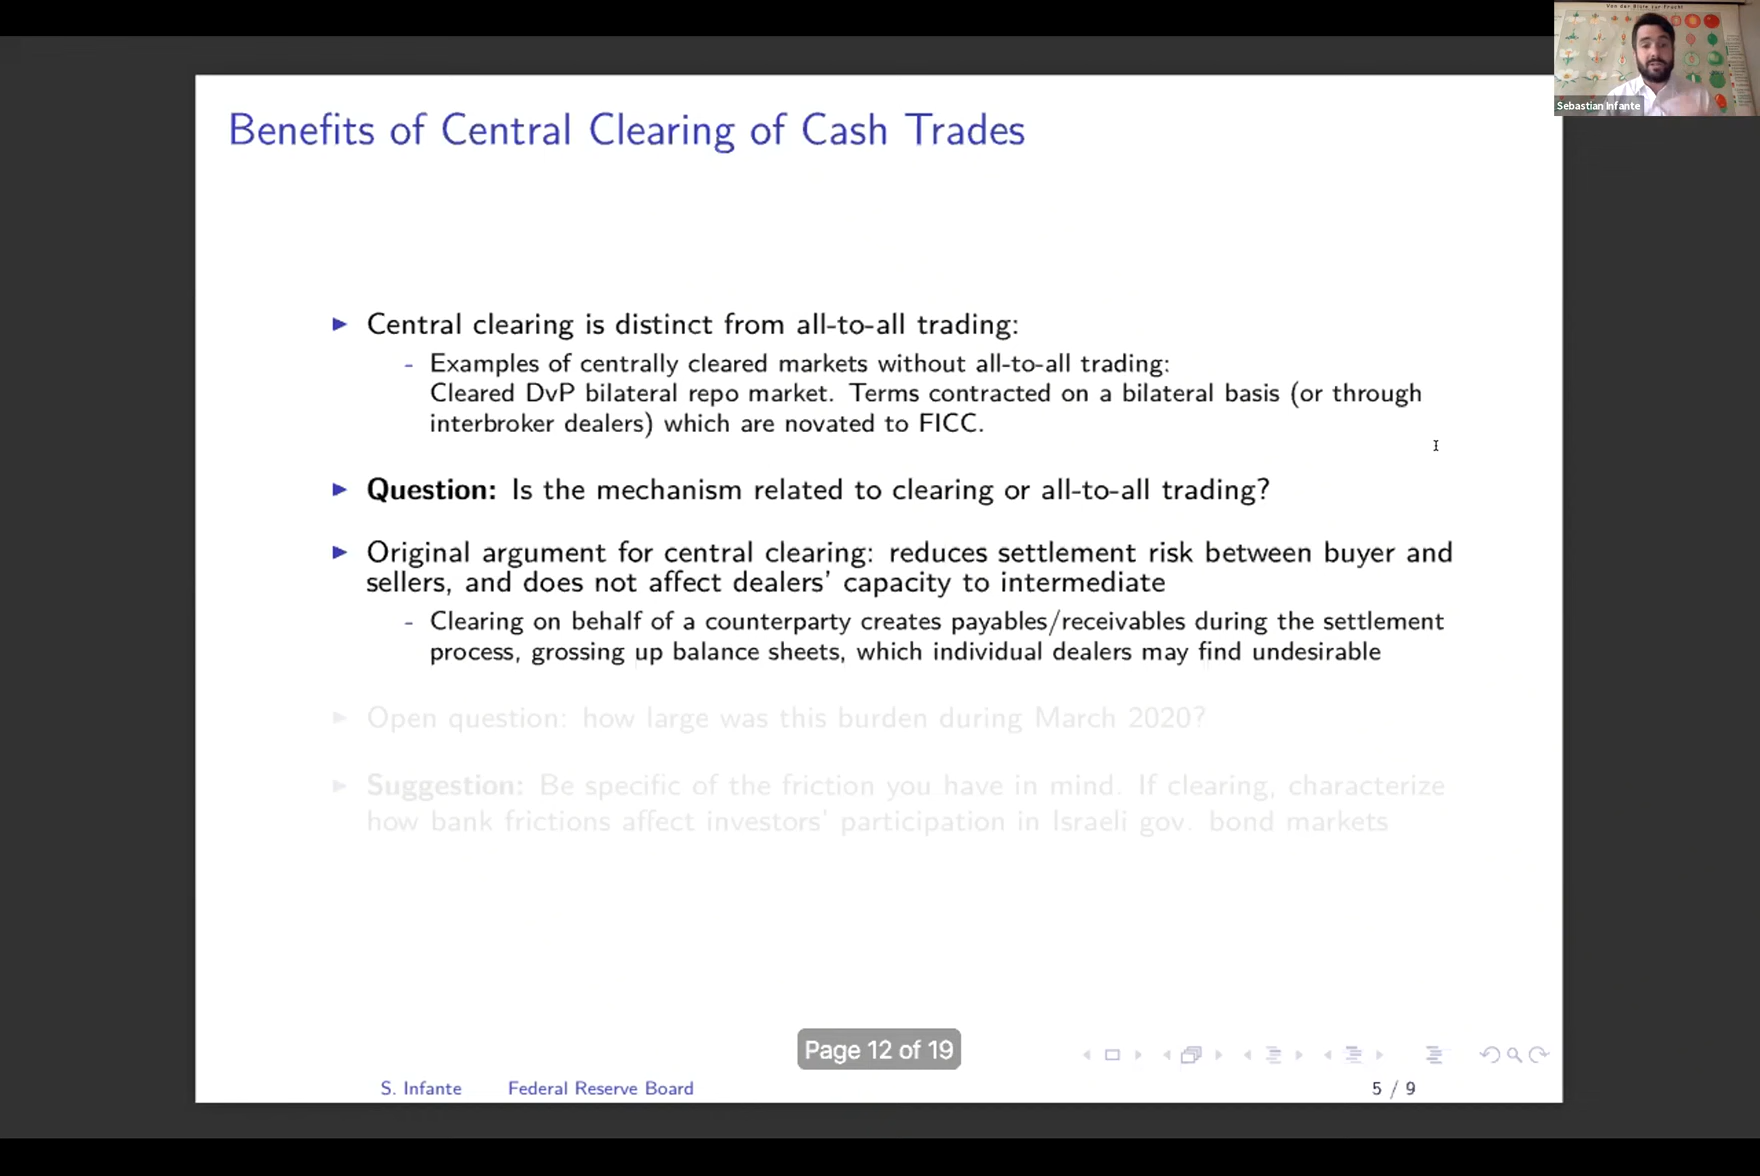 Von der Blüte zur Frucht
Sebastian Infante
Benefits of Central Clearing of Cash Trades
Central clearing is distinct from all-to-all trading:
- Examples of centrally cleared markets without all-to-all trading:
Cleared DvP bilateral repo market. Terms contracted on a bilateral basis (or through
interbroker dealers) which are novated to FICC.
Question: Is the mechanism related to clearing or all-to-all trading?
Original argument for central clearing: reduces settlement risk between buyer and
sellers, and does not affect dealers' capacity to intermediate
- Clearing on behalf of a counterparty creates payables/receivables during the settlement
process, grossing up balance sheets, which individual dealers may find undesirable
Open question: how large was this burden during March 2020?
Suggestion: Be specific of the friction you have in mind. If clearing, characterize
how bank frictions affect investors' participation in Israeli gov. bond markets
Page 12 of 19
S. Infante Federal Reserve Board 5 / 9